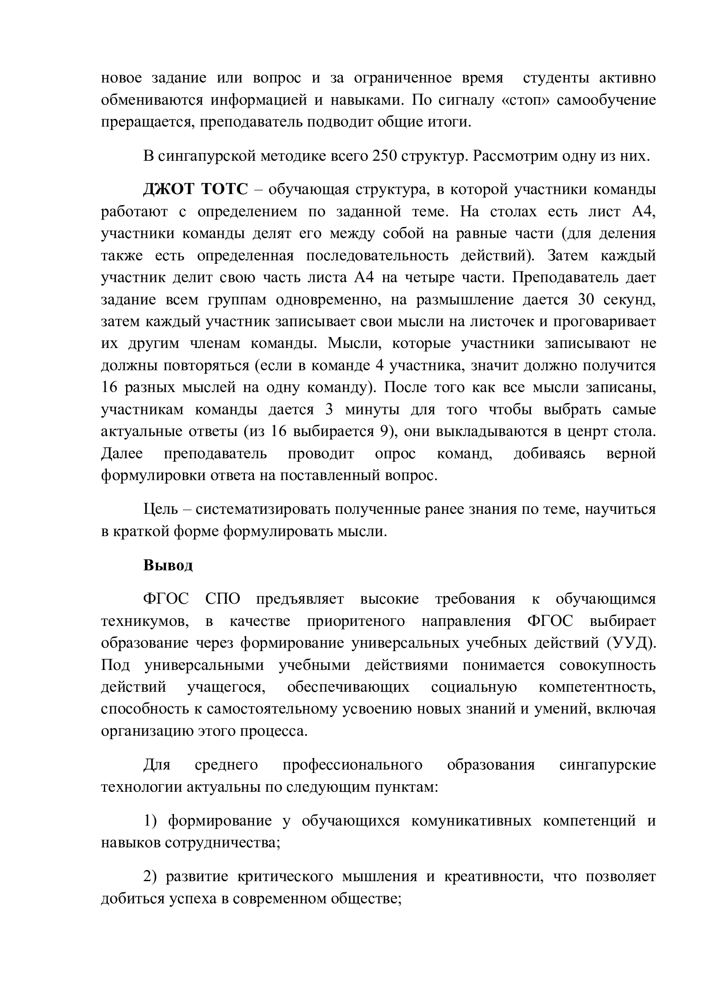 новое задание или вопрос и за ограниченное время студенты активно
обмениваются информацией и навыками. По сигналу «стоп» самообучение
преращается, преподаватель подводит общие итоги.
В сингапурской методике всего 250 структур. Рассмотрим одну из них.
ДЖОТ ТОТС – обучающая структура, в которой участники команды
работают с определением по заданной теме. На столах есть лист А4,
участники команды делят его между собой на равные части (для деления
также есть определенная последовательность действий). Затем каждый
участник делит свою часть листа А4 на четыре части. Преподаватель дает
задание всем группам одновременно, на размышление дается 30 секунд,
затем каждый участник записывает свои мысли на листочек и проговаривает
их другим членам команды. Мысли, которые участники записывают не
должны повторяться (если в команде 4 участника, значит должно получится
16 разных мыслей на одну команду). После того как все мысли записаны,
участникам команды дается 3 минуты для того чтобы выбрать самые
актуальные ответы (из 16 выбирается 9), они выкладываются в ценрт стола.
Далее преподаватель проводит опрос команд, добиваясь верной
формулировки ответа на поставленный вопрос.
Цель – систематизировать полученные ранее знания по теме, научиться
в краткой форме формулировать мысли.
Вывод
ФГОС СПО предъявляет высокие требования к обучающимся
техникумов, в качестве приоритеного направления ФГОС выбирает
образование через формирование универсальных учебных действий (УУД).
Под универсальными учебными действиями понимается совокупность
действий учащегося, обеспечивающих социальную компетентность,
способность к самостоятельному усвоению новых знаний и умений, включая
организацию этого процесса.
Для среднего профессионального образования сингапурские
технологии актуальны по следующим пунктам:
1) формирование у обучающихся комуникативных компетенций и
навыков сотрудничества;
2) развитие критического мышления и креативности, что позволяет
добиться успеха в современном обществе;